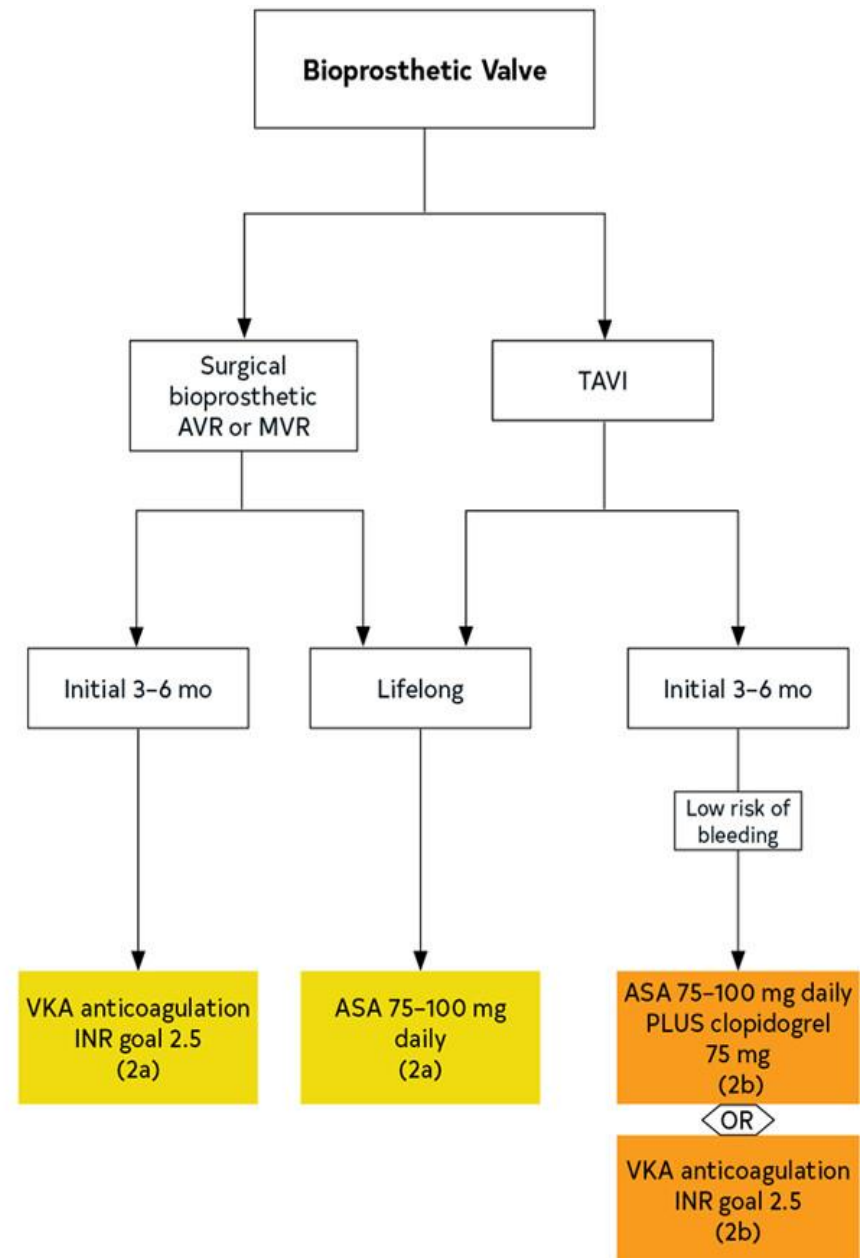 Bioprosthetic Valve
Surgical
bioprosthetic
AVR or MVR
TAVI
Initial 3–6 mo
Lifelong
Initial 3–6 mo
Low risk of
bleeding
VKA anticoagulation
INR goal 2.5
(2a)
ASA 75–100 mg
daily
(2a)
ASA 75–100 mg daily
PLUS clopidogrel
75 mg
(2b)
OR
VKA anticoagulation
INR goal 2.5
(2b)